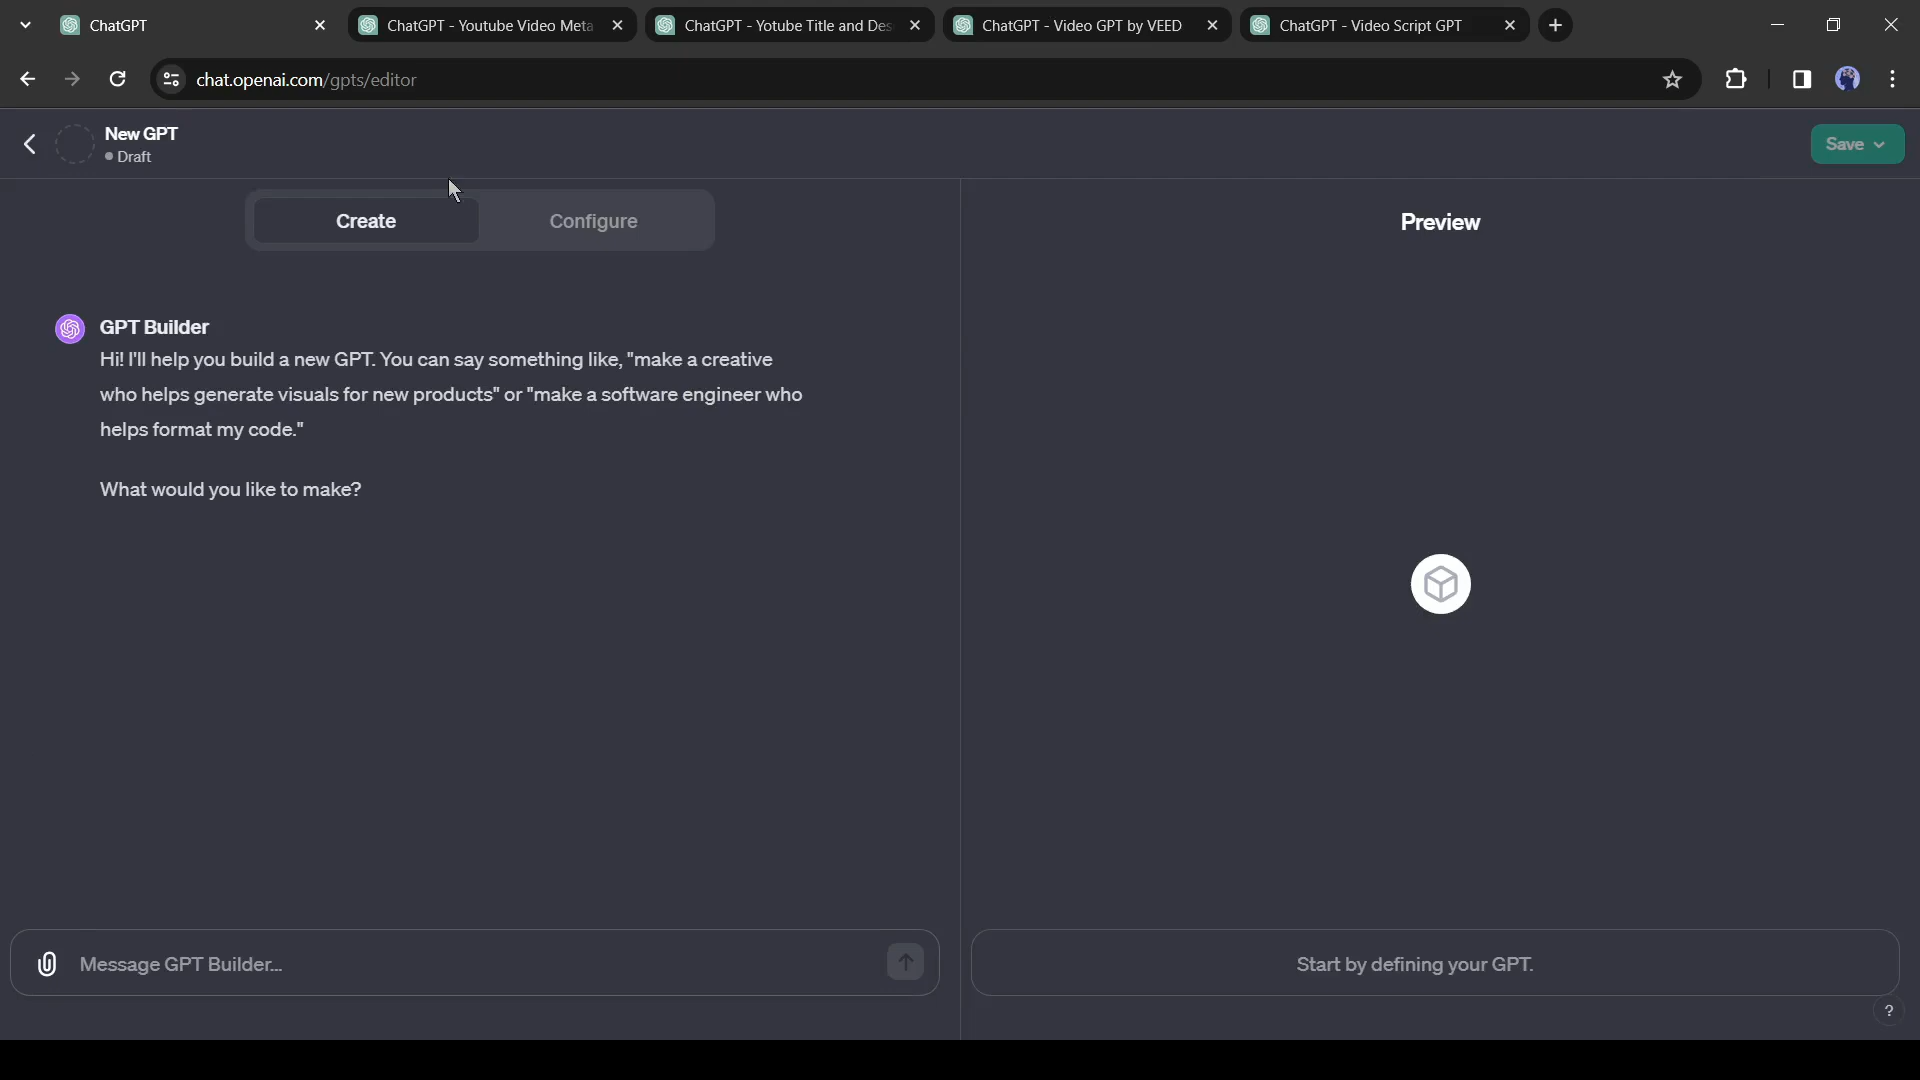 ChatGPT
ChatGPT - Youtube Video Meta
ChatGPT - Yotube Title and Des
ChatGPT - Video GPT by VEED
ChatGPT - Video Script GPT
chat.openai.com/gpts/editor
New GPT
Draft
Save
Create
Configure
Preview
GPT Builder
Hi! I'll help you build a new GPT. You can say something like, "make a creative
who helps generate visuals for new products" or "make a software engineer who
helps format my code."
What would you like to make?
Message GPT Builder...
Start by defining your GPT.
?